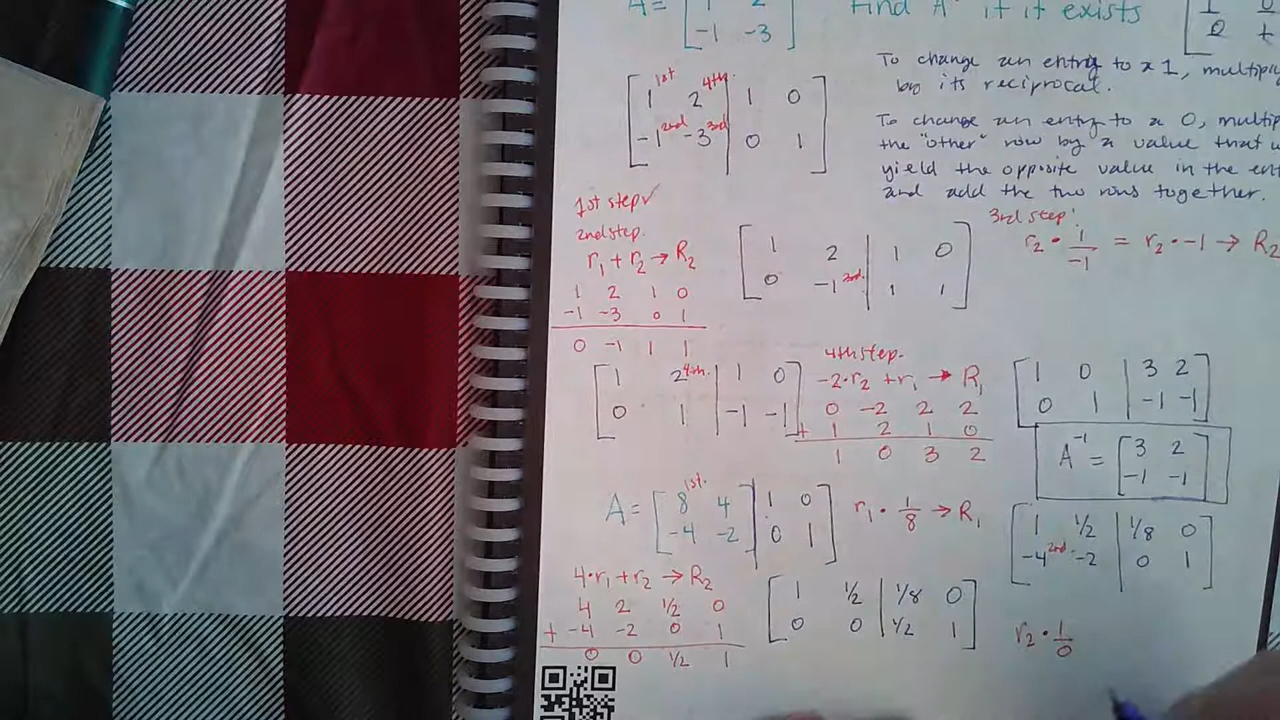 A = [ 1 2
-1 -3 ]
Find A if it exists
[ 1 0
0 t
To change an entry to a 1, multiply
by its reciprocal.
[ 1 1st 2 4th. | 1 0 ]
[ -1 2nd -3 3rd | 0 1 ]
To change an entry to a 0, multip
the "other" row by a value that w
yield the opposite value in the ent
and add the two rows together.
1st step ✓
2nd step.
r₁ + r₂ → R₂
1 2 1 0
-1 -3 0 1
0 -1 1 1
[ 1 2 | 1 0 ]
[ 0 -1 | 1 1 ]
3rd step:
r₂ · 1/-1 = r₂ · -1 → R₂
[ 1 2 4th. | 1 0 ]
[ 0 1 | -1 -1 ]
4th step.
-2·r₂ + r₁ → R₁
0 -2 2 2
+ 1 2 1 0
1 0 3 2
[ 1 0 | 3 2 ]
[ 0 1 | -1 -1 ]
A⁻¹ = [ 3 2
-1 -1 ]
A = [ 8 1st. 4 | 1 0 ]
[ -4 -2 | 0 1 ]
r₁ · 1/8 → R₁
[ 1 1/2 | 1/8 0 ]
[ -4 2nd -2 | 0 1 ]
4·r₁ + r₂ → R₂
4 2 1/2 0
+ -4 -2 0 1
0 0 1/2 1
[ 1 1/2 | 1/8 0 ]
[ 0 0 | 1/2 1 ]
r₂ · 1/0